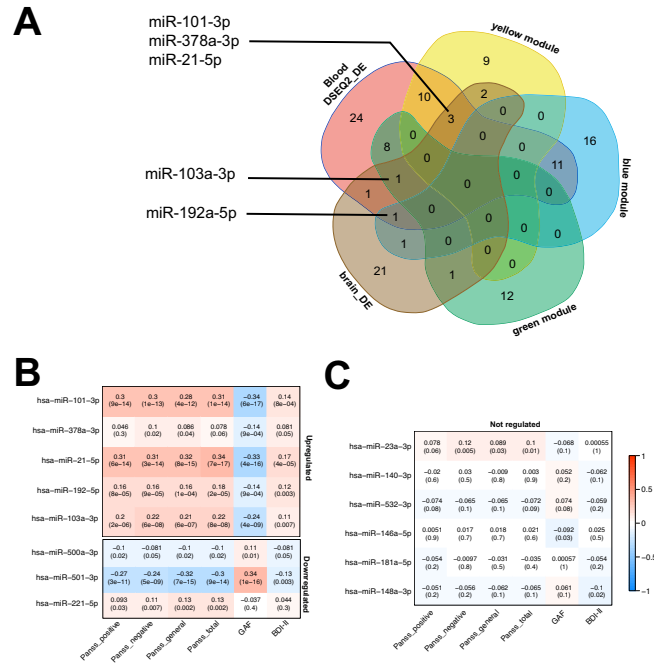 A
miR-101-3p
miR-378a-3p
miR-21-5p
miR-103a-3p
miR-192a-5p
Blood
DSEQ2_DE
yellow module
blue module
green module
brain_DE
9
24
10
2
3
0
0
16
8
0
0
0
11
0
1
0
0
0
1
0
0
1
0
0
0
1
0
0
0
21
1
0
12
B
hsa−miR−101−3p
0.3 0.3 0.28 0.31 −0.34 0.14
(9e−14) (1e−13) (4e−12) (1e−14) (6e−17) (8e−04)
hsa−miR−378a−3p
0.046 0.1 0.086 0.078 −0.14 0.081
(0.3) (0.02) (0.04) (0.06) (9e−04) (0.05)
hsa−miR−21−5p
0.31 0.31 0.32 0.34 −0.33 0.17
(6e−14) (3e−14) (8e−15) (7e−17) (4e−16) (4e−05)
hsa−miR−192−5p
0.16 0.16 0.16 0.18 −0.14 0.12
(8e−05) (9e−05) (1e−04) (2e−05) (9e−04) (0.003)
hsa−miR−103a−3p
0.2 0.22 0.21 0.22 −0.24 0.11
(2e−06) (6e−08) (6e−07) (8e−08) (4e−09) (0.007)
Upregulated
hsa−miR−500a−3p
−0.1 −0.081 −0.1 −0.1 0.11 −0.081
(0.02) (0.05) (0.02) (0.02) (0.01) (0.05)
hsa−miR−501−3p
−0.27 −0.24 −0.32 −0.3 0.34 −0.13
(3e−11) (5e−09) (7e−15) (9e−14) (1e−16) (0.003)
hsa−miR−221−5p
0.093 0.11 0.13 0.13 −0.037 0.044
(0.03) (0.007) (0.002) (0.002) (0.4) (0.3)
Downregulated
Panss_positive
Panss_negative
Panss_general
Panss_total
GAF
BDI−II
C
Not regulated
hsa−miR−23a−3p
0.078 0.12 0.089 0.1 −0.068 0.00055
(0.06) (0.005) (0.03) (0.01) (0.1) (1)
hsa−miR−140−3p
−0.02 0.03 −0.009 0.003 0.052 −0.062
(0.6) (0.5) (0.8) (0.9) (0.2) (0.1)
hsa−miR−532−3p
−0.074 −0.065 −0.065 −0.072 0.074 −0.059
(0.08) (0.1) (0.1) (0.09) (0.08) (0.2)
hsa−miR−146a−5p
0.0051 0.017 0.018 0.021 −0.092 0.025
(0.9) (0.7) (0.7) (0.6) (0.03) (0.5)
hsa−miR−181a−5p
−0.054 −0.0097 −0.031 −0.035 0.00057 −0.054
(0.2) (0.8) (0.5) (0.4) (1) (0.2)
hsa−miR−148a−3p
−0.051 −0.056 −0.062 −0.065 0.061 −0.1
(0.2) (0.2) (0.1) (0.1) (0.1) (0.02)
Panss_positive
Panss_negative
Panss_general
Panss_total
GAF
BDI−II
1
0.5
0
−0.5
−1